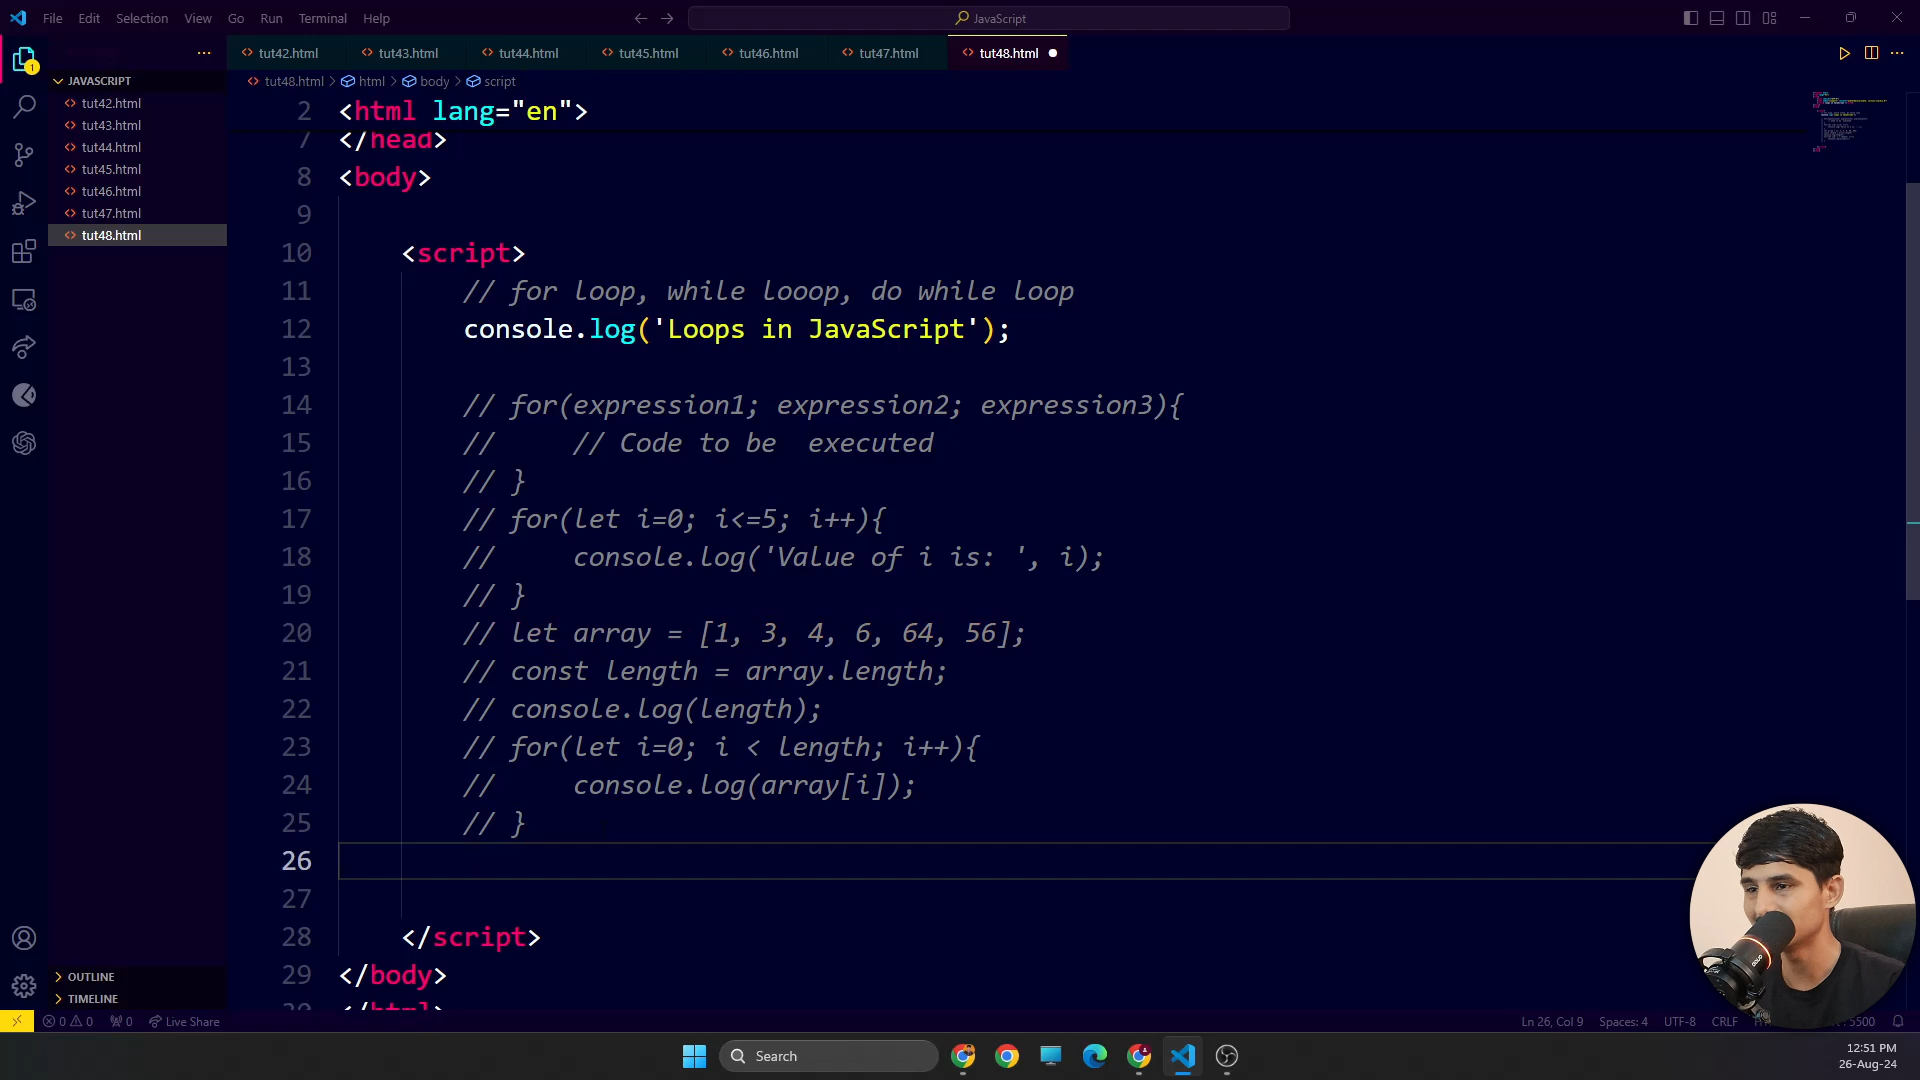 File Edit Selection View Go Run Terminal Help
JavaScript
tut42.html tut43.html tut44.html tut45.html tut46.html tut47.html tut48.html
tut48.html > html > body > script
1
JAVASCRIPT
tut42.html
tut43.html
tut44.html
tut45.html
tut46.html
tut47.html
tut48.html
OUTLINE
TIMELINE
2 <html lang="en">
7 </head>
8 <body>
9
10 <script>
11 // for loop, while looop, do while loop
12 console.log('Loops in JavaScript');
13
14 // for(expression1; expression2; expression3){
15 // // Code to be  executed
16 // }
17 // for(let i=0; i<=5; i++){
18 // console.log('Value of i is: ', i);
19 // }
20 // let array = [1, 3, 4, 6, 64, 56];
21 // const length = array.length;
22 // console.log(length);
23 // for(let i=0; i < length; i++){
24 // console.log(array[i]);
25 // }
26
27
28 </script>
29 </body>
</html>
0 0 0 Live Share
Ln 26, Col 9 Spaces: 4 UTF-8 CRLF 5500
Search
12:51 PM
26-Aug-24